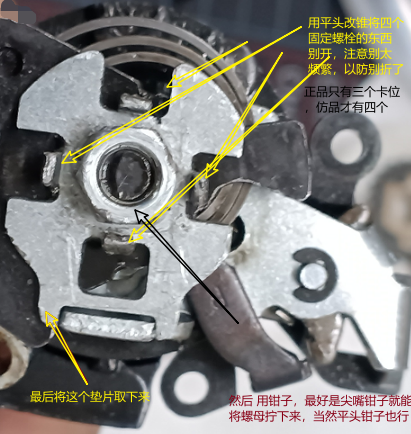 用平头改锥将四个
固定螺栓的东西
别开，注意别太
频繁，以防别折了
正品只有三个卡位
，仿品才有四个
最后将这个垫片取下来
然后 用钳子，最好是尖嘴钳子就能
将螺母拧下来，当然平头钳子也行